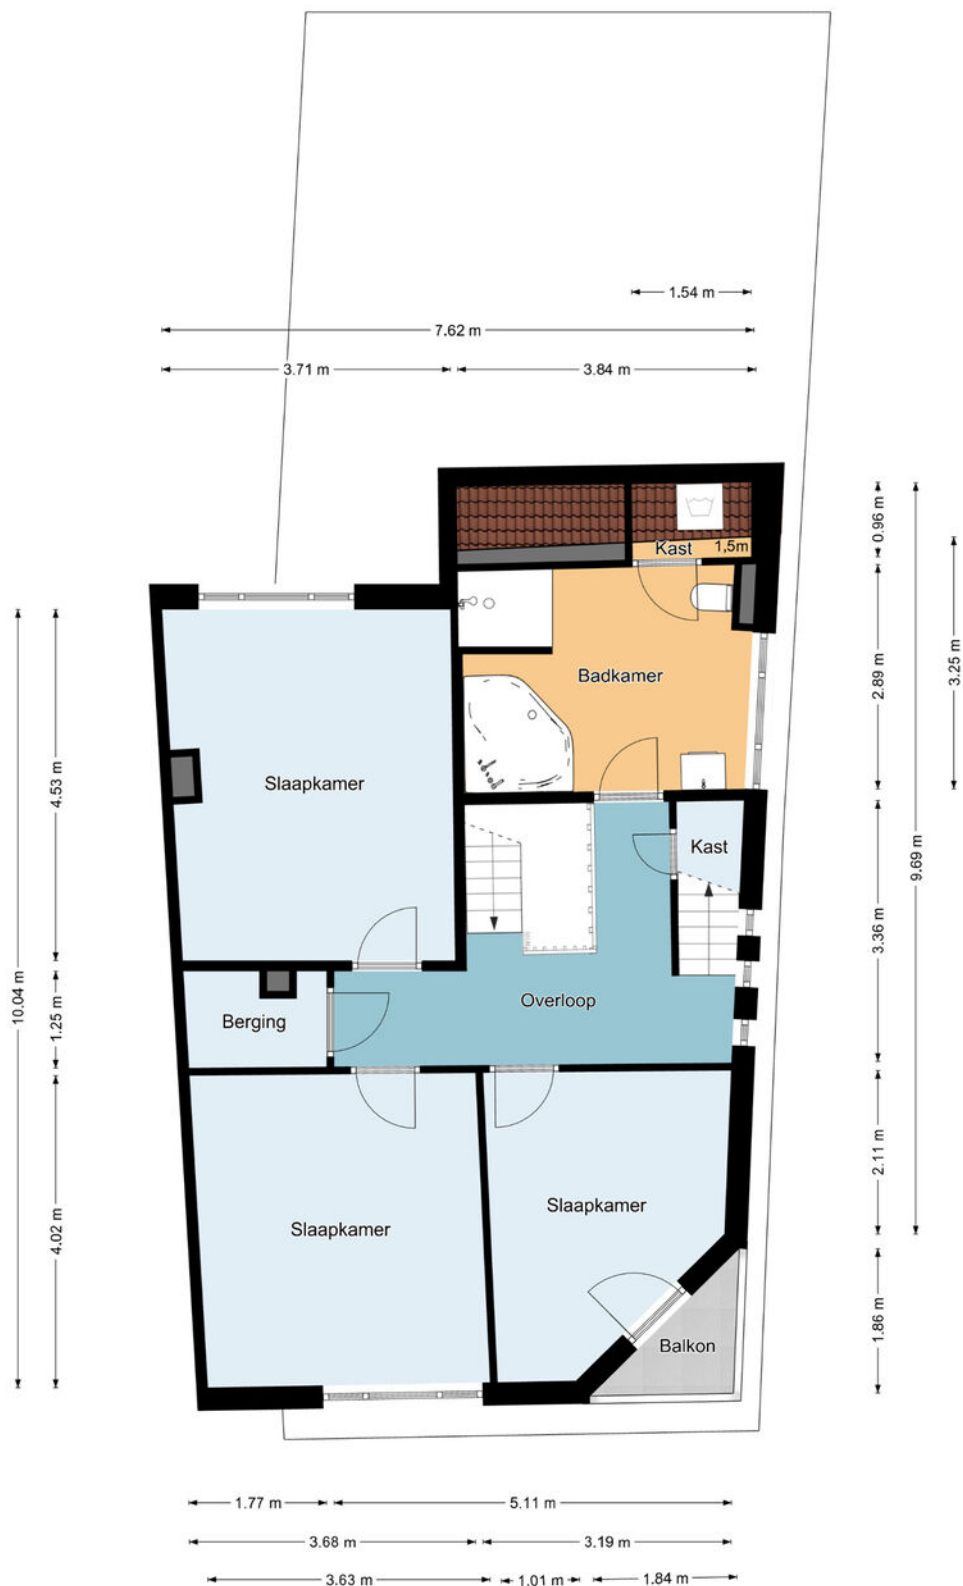 1.54 m
7.62 m
3.71 m
3.84 m
0.96 m
Kast 1,5m
3.25 m
2.89 m
Badkamer
4.53 m
Slaapkamer
Kast
9.69 m
3.36 m
10.04 m
1.25 m
Berging
Overloop
2.11 m
4.02 m
Slaapkamer
Slaapkamer
1.86 m
Balkon
1.77 m
5.11 m
3.68 m
3.19 m
3.63 m
1.01 m
1.84 m